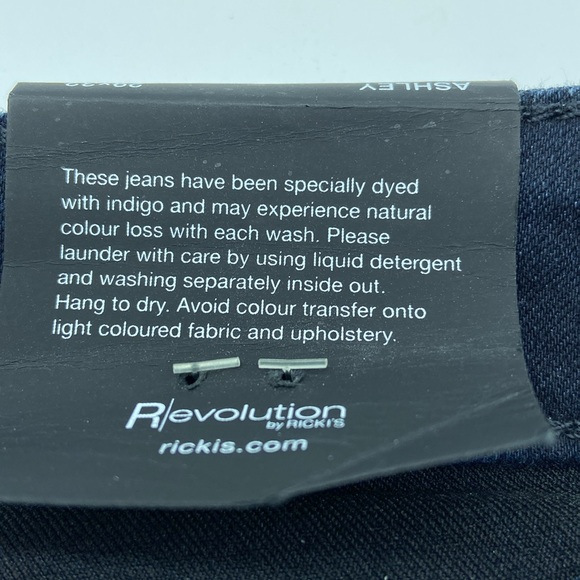 ASHLEY
These jeans have been specially dyed
with indigo and may experience natural
colour loss with each wash. Please
launder with care by using liquid detergent
and washing separately inside out.
Hang to dry. Avoid colour transfer onto
light coloured fabric and upholstery.
R/evolution
by RICKI'S
rickis.com